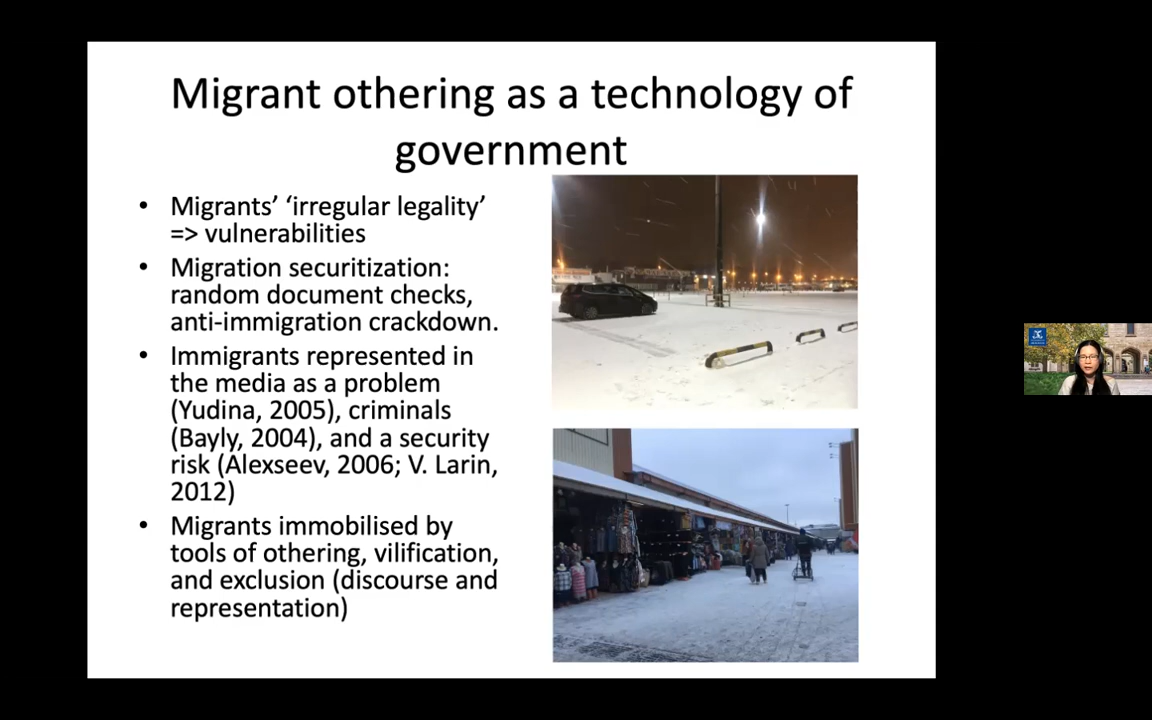 Migrant othering as a technology of
government
• Migrants’ ‘irregular legality’
=> vulnerabilities
• Migration securitization:
random document checks,
anti-immigration crackdown.
• Immigrants represented in
the media as a problem
(Yudina, 2005), criminals
(Bayly, 2004), and a security
risk (Alexseev, 2006; V. Larin,
2012)
• Migrants immobilised by
tools of othering, vilification,
and exclusion (discourse and
representation)